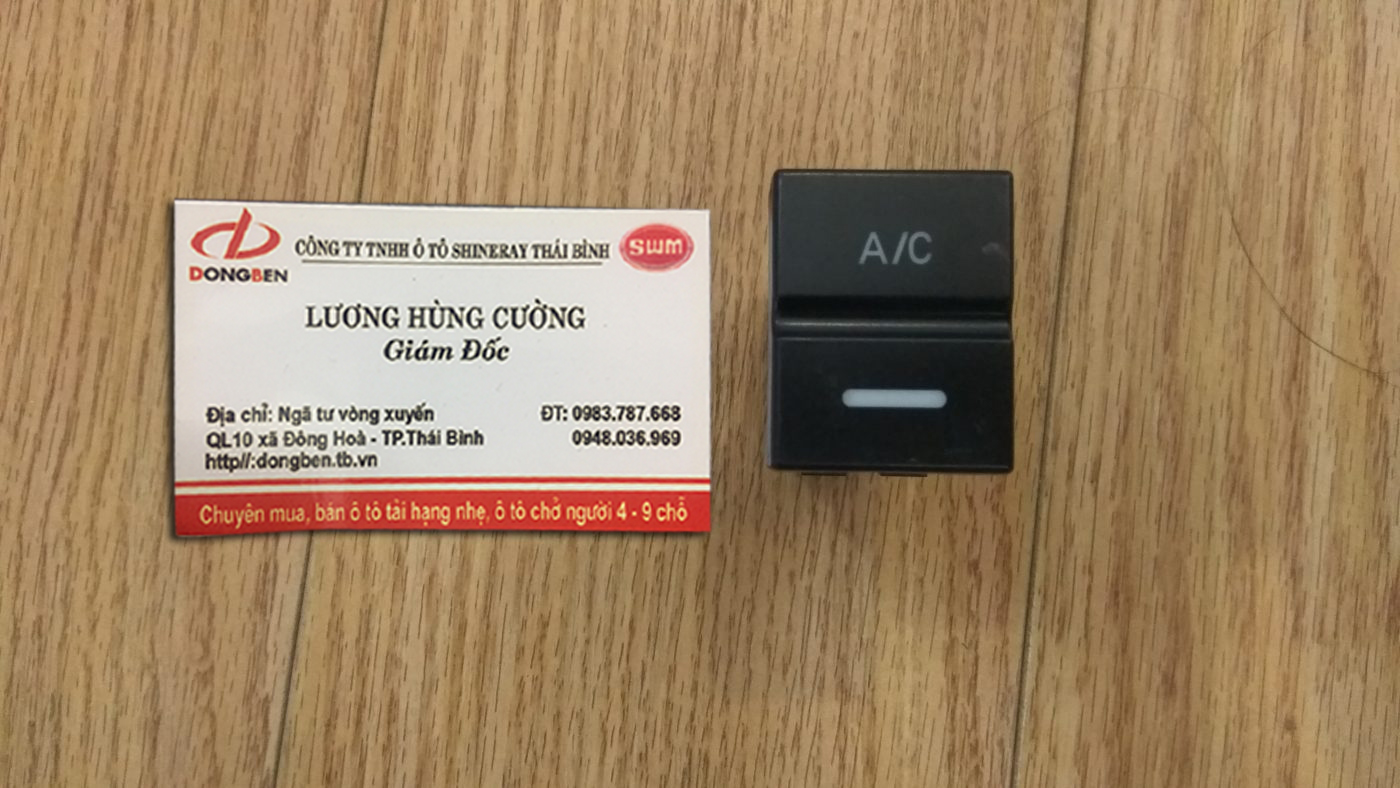 DONGBEN
CÔNG TY TNHH Ô TÔ SHINERAY THÁI BÌNH
SWM
LƯƠNG HÙNG CƯỜNG
Giám Đốc
Địa chỉ: Ngã tư vòng xuyến
QL10 xã Đông Hoà - TP.Thái Bình
http//:dongben.tb.vn
ĐT: 0983.787.668
0948.036.969
Chuyên mua, bán ô tô tải hạng nhẹ, ô tô chở người 4 - 9 chỗ
A/C